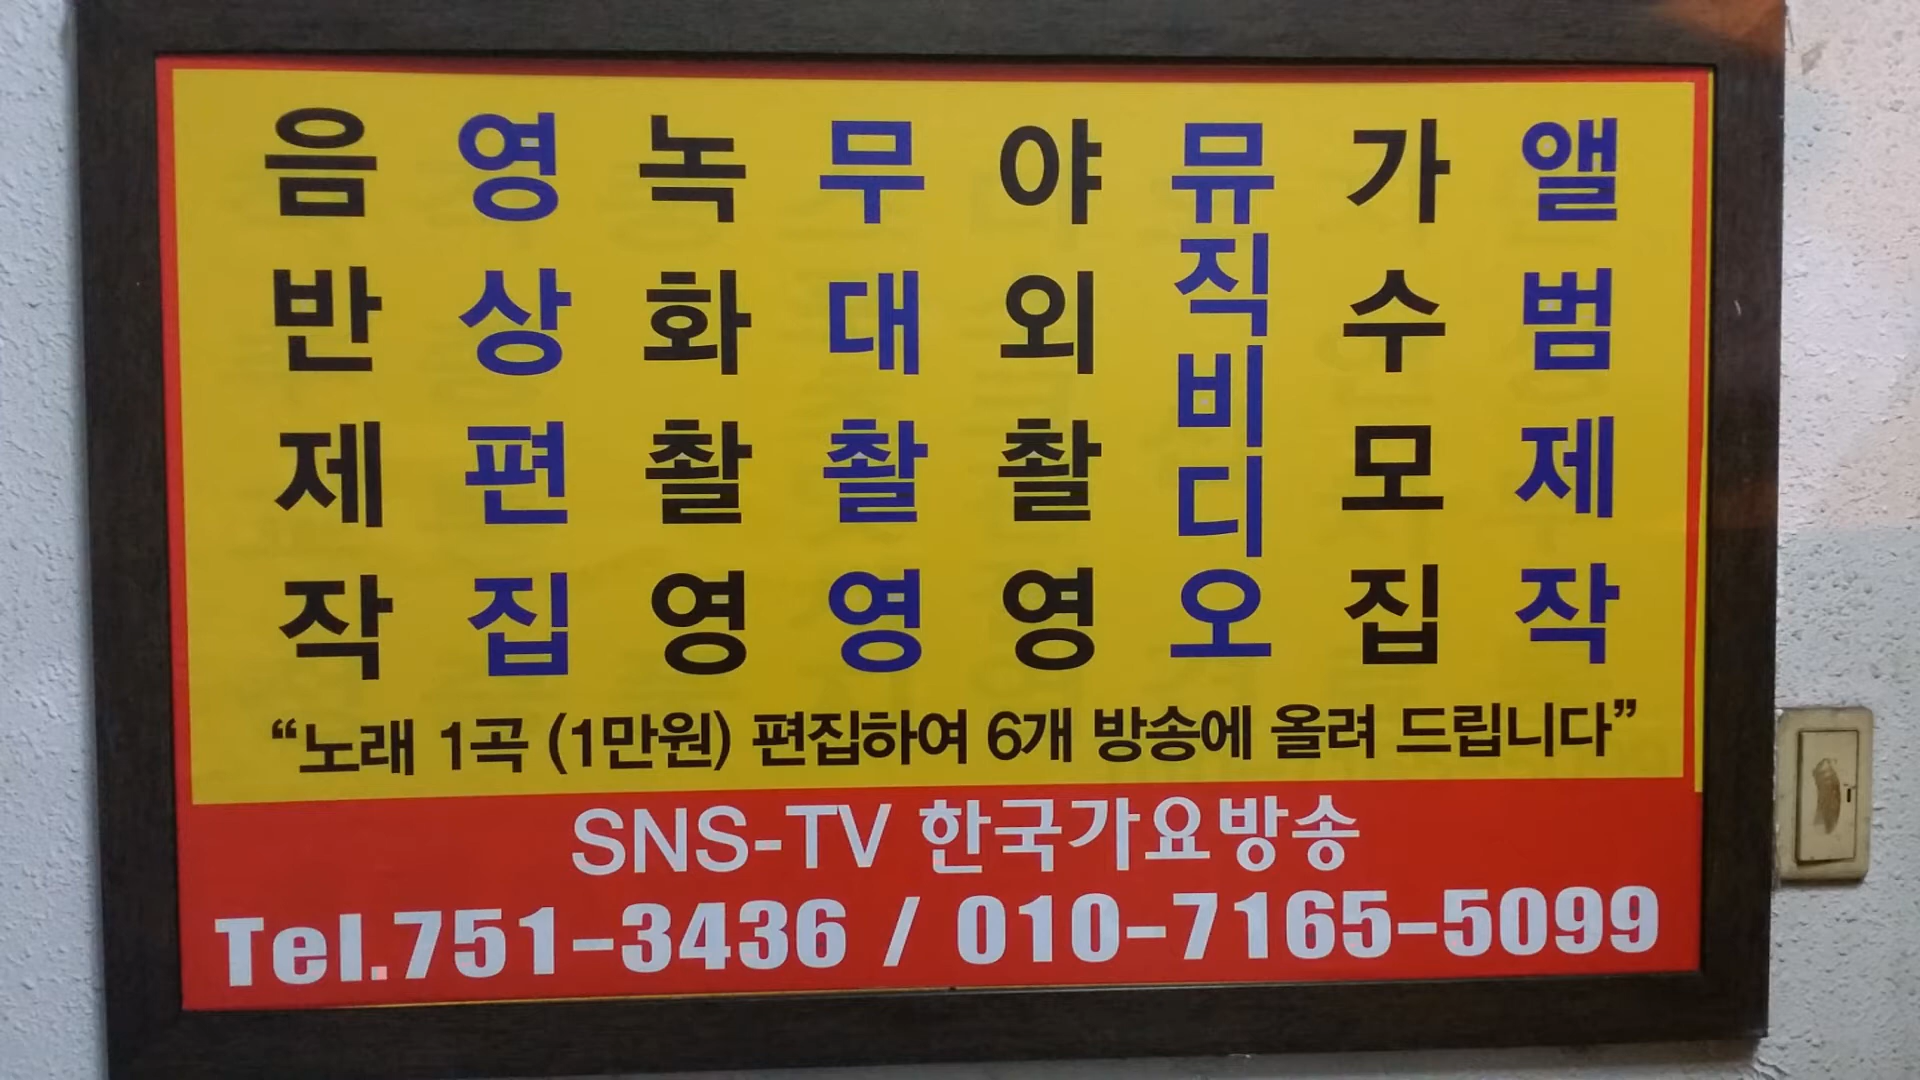 음반제작
영상편집
녹화촬영
무대촬영
야외촬영
뮤직비디오
가수모집
앨범제작
“노래 1곡 (1만원) 편집하여 6개 방송에 올려 드립니다”
SNS-TV 한국가요방송
Tel.751-3436 / 010-7165-5099